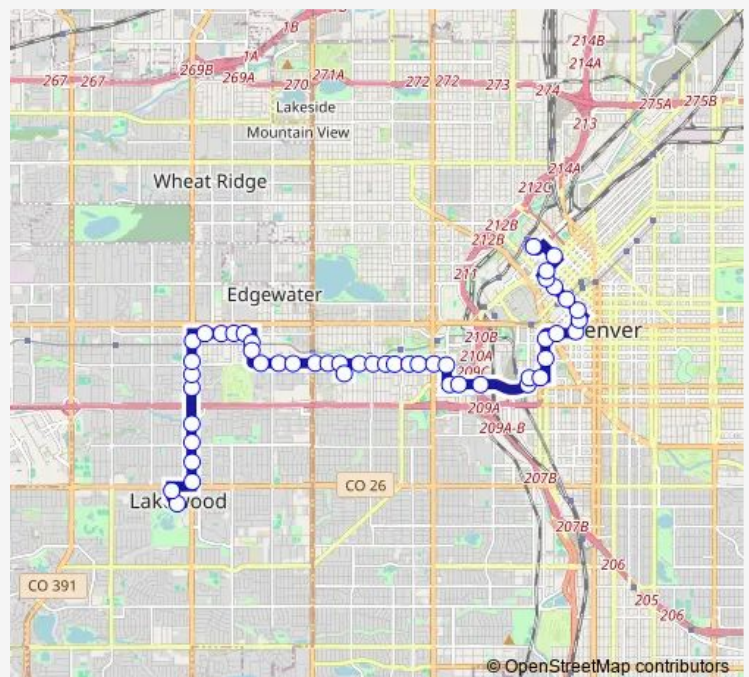 1B
214B
1A
214A
269B
267 267
269A
270
271A
272 272
273
274
275A
275B
Lakeside
213
Mountain View
214A
Wheat Ridge
212C
212B
212B
211
Edgewater
210B
enver
210A
209C
209A
209A-B
CO 26
207B
Lak wood
207B
206
CO 391
205
206
© OpenStreetMap contributors